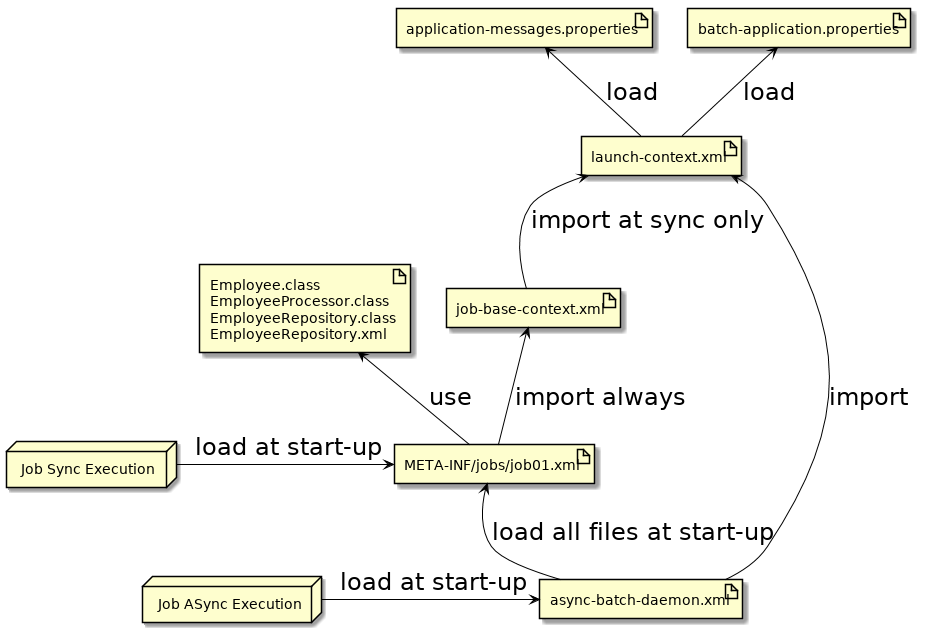 application-messages.properties
batch-application.properties
load
load
launch-context.xml
import at sync only
Employee.class
EmployeeProcessor.class
EmployeeRepository.class
EmployeeRepository.xml
job-base-context.xml
use
import always
import
load at start-up
Job Sync Execution
META-INF/jobs/job01.xml
load all files at start-up
load at start-up
Job ASync Execution
async-batch-daemon.xml